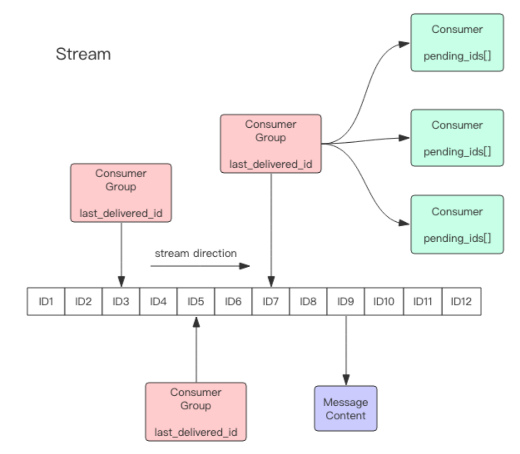 Stream
Consumer
pending_ids[]
Consumer
Group
last_delivered_id
Consumer
pending_ids[]
Consumer
Group
last_delivered_id
Consumer
pending_ids[]
stream direction
ID1 ID2 ID3 ID4 ID5 ID6 ID7 ID8 ID9 ID10 ID11 ID12
Consumer
Group
last_delivered_id
Message
Content